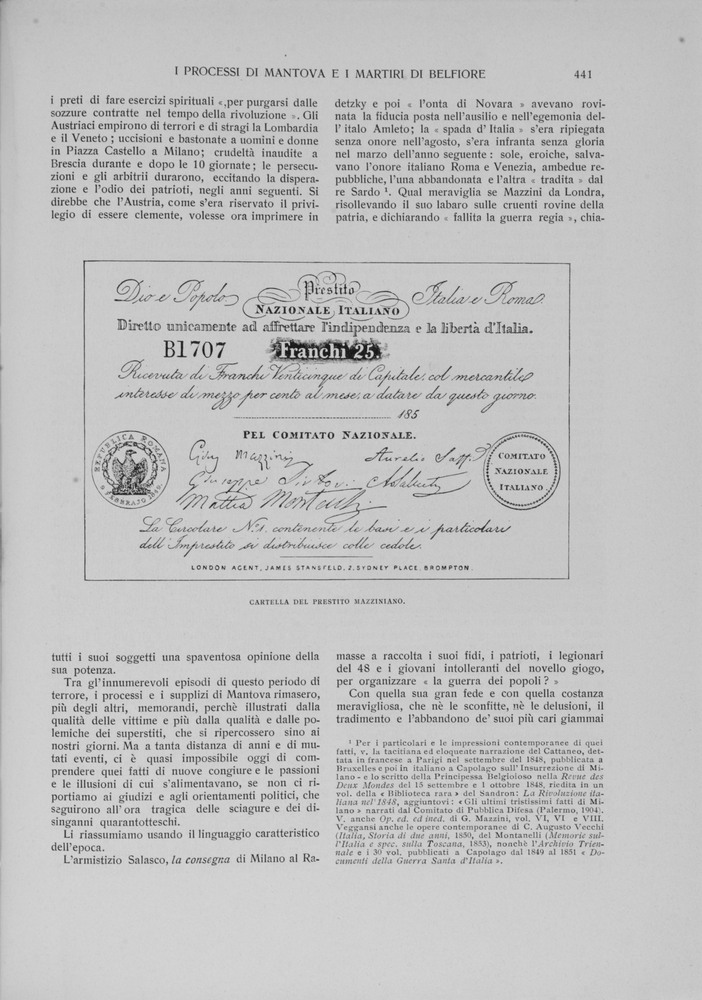 I PROCESSI DI MANTOVA E I MARTIRI DI BELFIORE 441
i preti di fare esercizi spirituali «,per purgarsi dalle
sozzure contratte nel tempo della rivoluzione ». Gli
Austriaci empirono di terrori e di stragi la Lombardia
e il Veneto ; uccisioni e bastonate a uomini e donne
in Piazza Castello a Milano; crudeltà inaudite a
Brescia durante e dopo le 10 giornate; le persecu-
zioni e gli arbitrii durarono, eccitando la dispera-
zione e l'odio dei patrioti, negli anni seguenti. Si
direbbe che l'Austria, come s'era riservato il privi-
legio di essere clemente, volesse ora imprimere in
detzky e poi « l'onta di Novara » avevano rovi-
nata la fiducia posta nell'ausilio e nell'egemonia del-
l' italo Amleto; la « spada d' Italia » s'era ripiegata
senza onore nell'agosto, s'era infranta senza gloria
nel marzo dell'anno seguente : sole, eroiche, salva-
vano l'onore italiano Roma e Venezia, ambedue re-
pubbliche, l'una abbandonata e l'altra « tradita » dal
re Sardo ¹. Qual meraviglia se Mazzini da Londra,
risollevando il suo labaro sulle cruenti rovine della
patria, e dichiarando « fallita la guerra regia », chia-
Dio e Popolo Prestito Italia e Roma.
NAZIONALE ITALIANO
Diretto unicamente ad affrettare l'indipendenza e la libertà d'Italia.
B1707 Franchi 25.
Ricevuta di Franchi Venticinque di Capitale, col mercantile
interesse di mezzo per cento al mese, a datare da questo giorno.
185
PEL COMITATO NAZIONALE.
REPUBBLICA ROMANA
9 FEBBRAJO 1849.
Gius Mazzini Aurelio Saffi
Giuseppe Sirtori
Mattia Montecchi
COMITATO
NAZIONALE
ITALIANO
La Circolare N.1. contenente le basi e i particolari
dell' Imprestito si distribuisce colle cedole.
LONDON AGENT, JAMES STANSFELD, 2. SYDNEY PLACE, BROMPTON.
CARTELLA DEL PRESTITO MAZZINIANO.
tutti i suoi soggetti una spaventosa opinione della
sua potenza.
Tra gl'innumerevoli episodi di questo periodo di
terrore, i processi e i supplizi di Mantova rimasero,
più degli altri, memorandi, perchè illustrati dalla
qualità delle vittime e più dalla qualità e dalle po-
lemiche dei superstiti, che si ripercossero sino ai
nostri giorni. Ma a tanta distanza di anni e di mu-
tati eventi, ci è quasi impossibile oggi di com-
prendere quei fatti di nuove congiure e le passioni
e le illusioni di cui s'alimentavano, se non ci ri-
portiamo ai giudizi e agli orientamenti politici, che
seguirono all' ora tragica delle sciagure e dei di-
singanni quarantotteschi.
Li riassumiamo usando il linguaggio caratteristico
dell'epoca.
L'armistizio Salasco, la consegna di Milano al Ra-
masse a raccolta i suoi fidi, i patrioti, i legionari
del 48 e i giovani intolleranti del novello giogo,
per organizzare « la guerra dei popoli ? »
Con quella sua gran fede e con quella costanza
meravigliosa, che nè le sconfitte, nè le delusioni, il
tradimento e l'abbandono de' suoi più cari giammai
¹ Per i particolari e le impressioni contemporanee di quei
fatti, v. la tacitiana ed eloquente narrazione del Cattaneo, det-
tata in francese a Parigi nel settembre del 1848, pubblicata a
Bruxelles e poi in italiano a Capolago sull' Insurrezione di Mi-
lano - e lo scritto della Principessa Belgioioso nella Revue des
Deux Mondes del 15 settembre e 1 ottobre 1848, riedita in un
vol. della « Biblioteca rara » del Sandron: La Rivoluzione ita-
liana nel 1848, aggiuntovi: «Gli ultimi tristissimi fatti di Mi-
lano » narrati dal Comitato di Pubblica Difesa (Palermo, 1904).
V. anche Op. ed. ed ined. di G. Mazzini, vol. VI, VI e VIII.
Veggansi anche le opere contemporanee di C. Augusto Vecchi
(Italia, Storia di due anni, 1850, del Montanelli (Memorie sul-
l'Italia e spec. sulla Toscana, 1853), nonchè l'Archivio Trien-
nale e i 30 vol. pubblicati a Capolago dal 1849 al 1851 « Do-
cumenti della Guerra Santa d'Italia ».